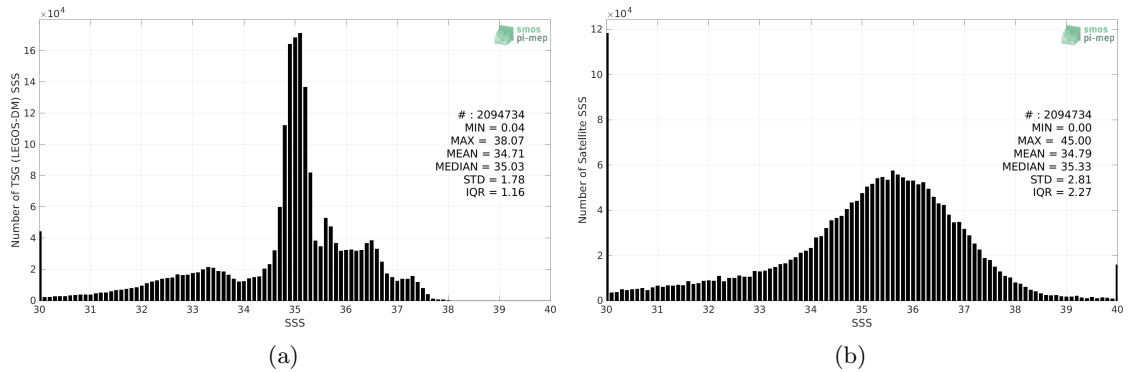 ×10⁴
16
14
12
10
8
6
4
2
0
Number of TSG (LEGOS-DM) SSS
30 31 32 33 34 35 36 37 38 39 40
SSS
smos
pi-mep
# : 2094734
MIN = 0.04
MAX = 38.07
MEAN = 34.71
MEDIAN = 35.03
STD = 1.78
IQR = 1.16
(a)
×10⁴
12
10
8
6
4
2
0
Number of Satellite SSS
30 31 32 33 34 35 36 37 38 39 40
SSS
smos
pi-mep
# : 2094734
MIN = 0.00
MAX = 45.00
MEAN = 34.79
MEDIAN = 35.33
STD = 2.81
IQR = 2.27
(b)